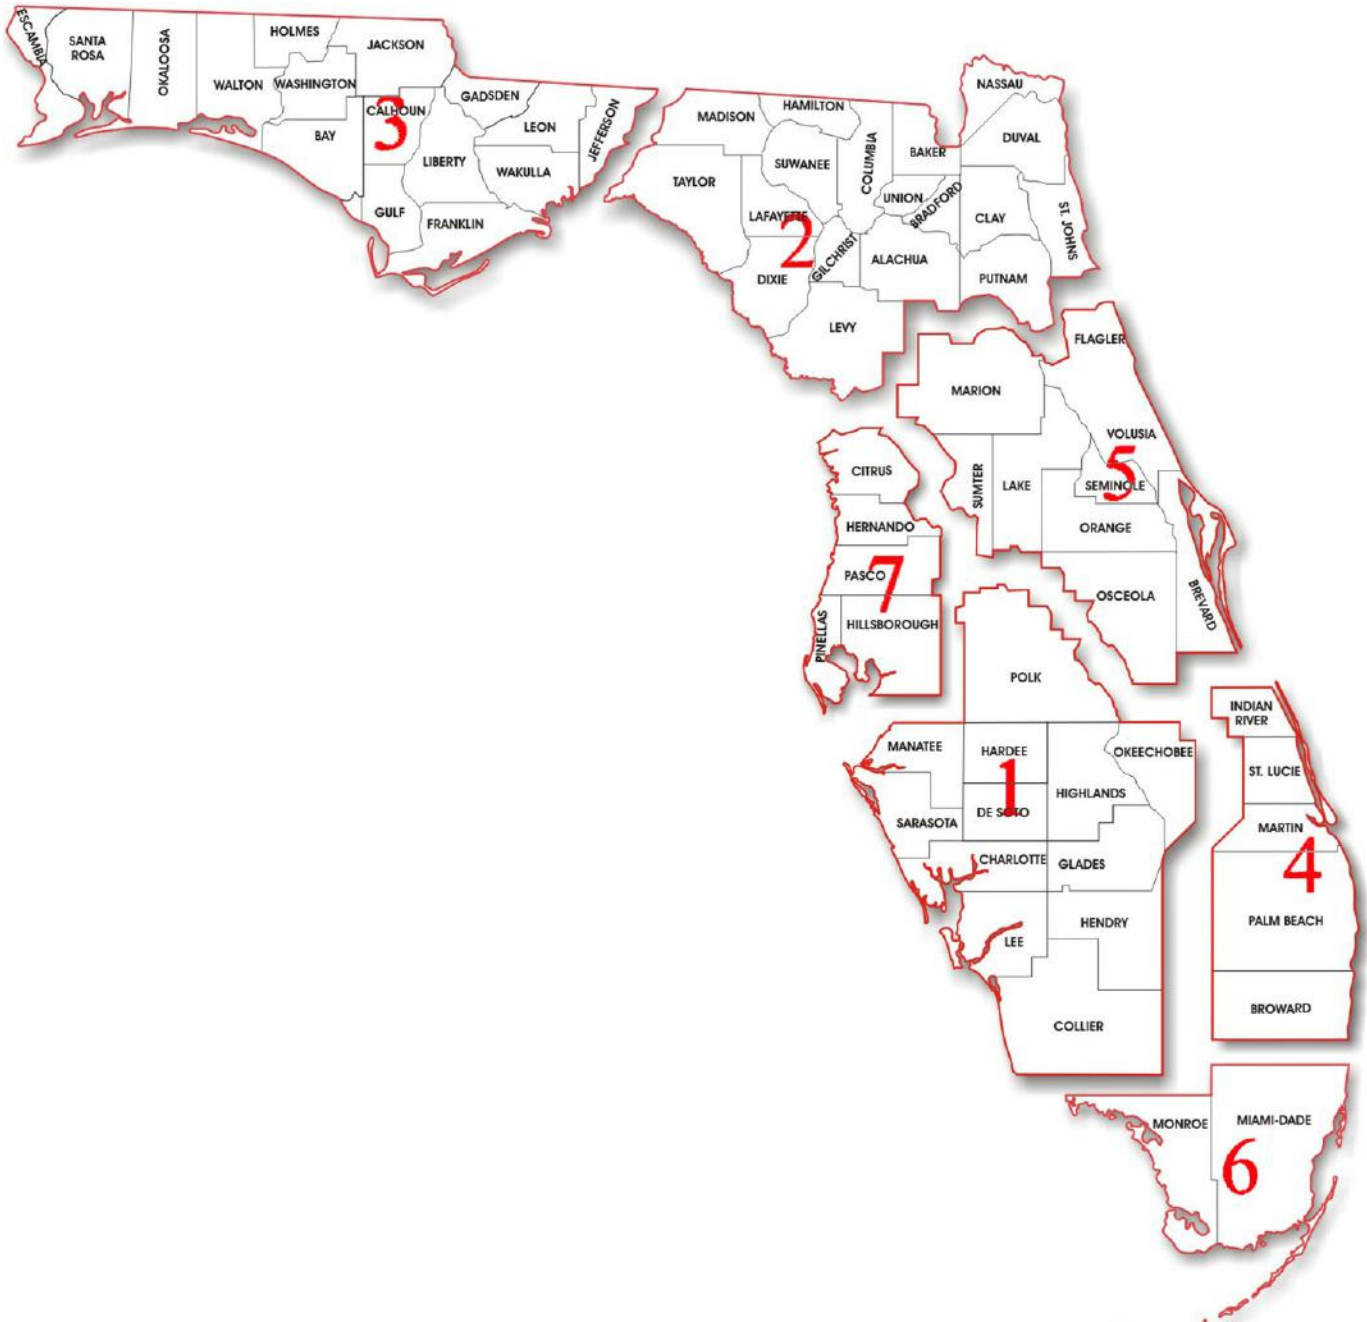 ESCAMBIA
SANTA
ROSA
OKALOOSA
WALTON
HOLMES
WASHINGTON
JACKSON
BAY
CALHOUN
3
GULF
LIBERTY
FRANKLIN
GADSDEN
LEON
WAKULLA
JEFFERSON
MADISON
HAMILTON
TAYLOR
SUWANEE
LAFAYETTE
2
DIXIE
COLUMBIA
GILCHRIST
LEVY
BAKER
UNION
BRADFORD
ALACHUA
NASSAU
DUVAL
CLAY
ST. JOHNS
PUTNAM
FLAGLER
MARION
VOLUSIA
5
SUMTER
LAKE
SEMINOLE
ORANGE
OSCEOLA
BREVARD
CITRUS
HERNANDO
PASCO
7
PINELLAS
HILLSBOROUGH
POLK
MANATEE
HARDEE
OKEECHOBEE
1
HIGHLANDS
SARASOTA
DE SOTO
CHARLOTTE
GLADES
LEE
HENDRY
COLLIER
INDIAN
RIVER
ST. LUCIE
MARTIN
4
PALM BEACH
BROWARD
MONROE
MIAMI-DADE
6